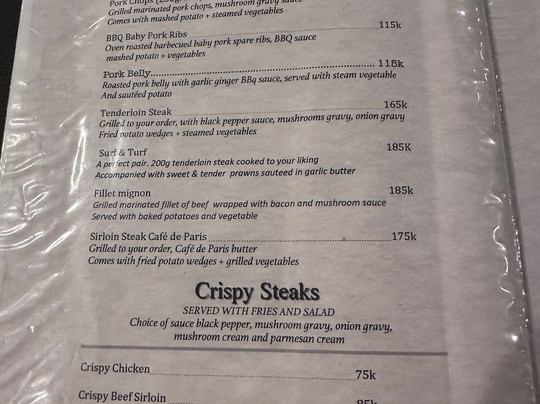 Pork Chops (250g
Grilled marinated pork chops, mushroom gravy sauce
Comes with mashed potato + steamed vegetables
BBQ Baby Pork Ribs 115k
Oven roasted barbecued baby pork spare ribs, BBQ sauce
mashed potato + vegetables
Pork Belly 115k
Roasted pork belly with garlic ginger BBq sauce, served with steam vegetable
And sautéed potato
Tenderloin Steak 165k
Grilled to your order, with black pepper sauce, mushrooms gravy, onion gravy
Fried potato wedges + steamed vegetables
Surf & Turf 185K
A perfect pair. 200g tenderloin steak cooked to your liking
Accompanied with sweet & tender prawns sauteed in garlic butter
Fillet mignon 185k
Grilled marinated fillet of beef wrapped with bacon and mushroom sauce
Served with baked potatoes and vegetable
Sirloin Steak Café de Paris 175k
Grilled to your order, Café de Paris butter
Comes with fried potato wedges + grilled vegetables
Crispy Steaks
SERVED WITH FRIES AND SALAD
Choice of sauce black pepper, mushroom gravy, onion gravy,
mushroom cream and parmesan cream
Crispy Chicken 75k
Crispy Beef Sirloin 85k